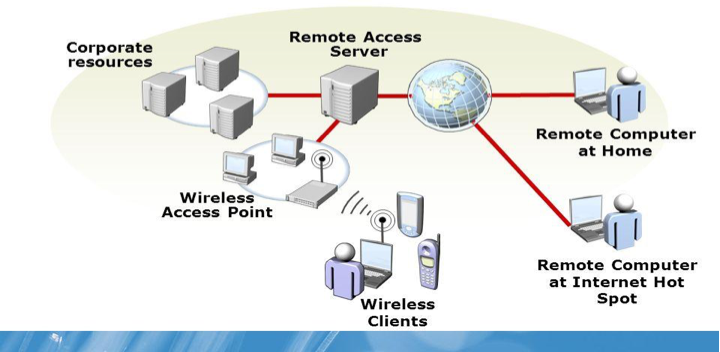 Corporate
resources
Remote Access
Server
Remote Computer
at Home
Wireless
Access Point
Remote Computer
at Internet Hot
Spot
Wireless
Clients